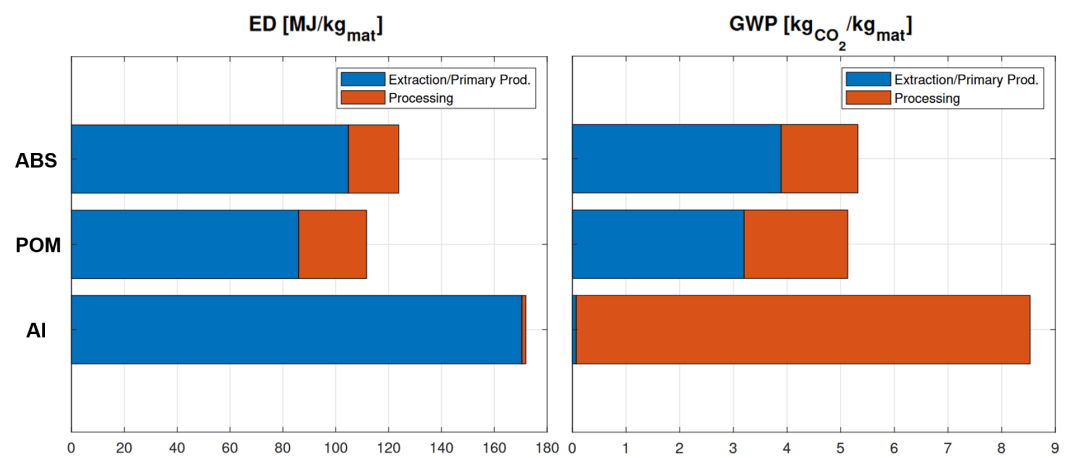 ED [MJ/kgmat]
GWP [kgCO2/kgmat]
Extraction/Primary Prod.
Processing
Extraction/Primary Prod.
Processing
ABS
POM
Al
0 20 40 60 80 100 120 140 160 180
0 1 2 3 4 5 6 7 8 9